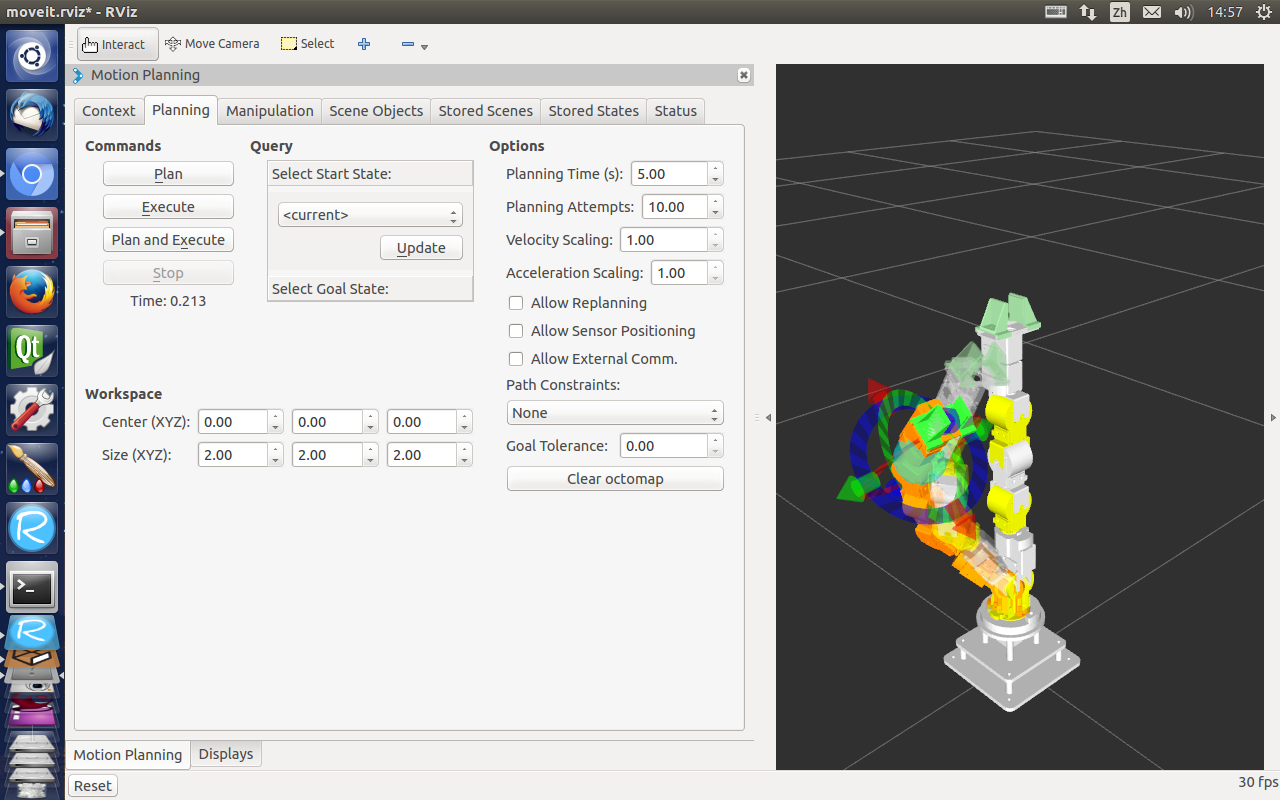 moveit.rviz* - RViz
Zh
14:57
Interact
Move Camera
Select
Motion Planning
Context
Planning
Manipulation
Scene Objects
Stored Scenes
Stored States
Status
Commands
Query
Options
Plan
Select Start State:
Planning Time (s):
5.00
Execute
<current>
Planning Attempts:
10.00
Plan and Execute
Update
Velocity Scaling:
1.00
Stop
Select Goal State:
Acceleration Scaling:
1.00
Time: 0.213
Allow Replanning
Allow Sensor Positioning
Allow External Comm.
Path Constraints:
None
Workspace
Center (XYZ):
0.00
0.00
0.00
Size (XYZ):
2.00
2.00
2.00
Goal Tolerance:
0.00
Clear octomap
Qt
R
>_
R
Motion Planning
Displays
Reset
30 fps